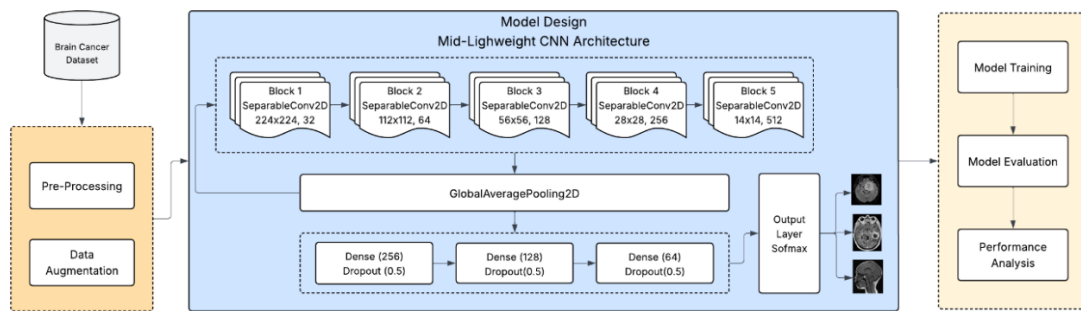 Brain Cancer
Dataset
Pre-Processing
Data
Augmentation
Model Design
Mid-Lighweight CNN Architecture
Block 1
SeparableConv2D
224x224, 32
Block 2
SeparableConv2D
112x112, 64
Block 3
SeparableConv2D
56x56, 128
Block 4
SeparableConv2D
28x28, 256
Block 5
SeparableConv2D
14x14, 512
GlobalAveragePooling2D
Dense (256)
Dropout (0.5)
Dense (128)
Dropout(0.5)
Dense (64)
Dropout(0.5)
Output
Layer
Sofmax
Model Training
Model Evaluation
Performance
Analysis